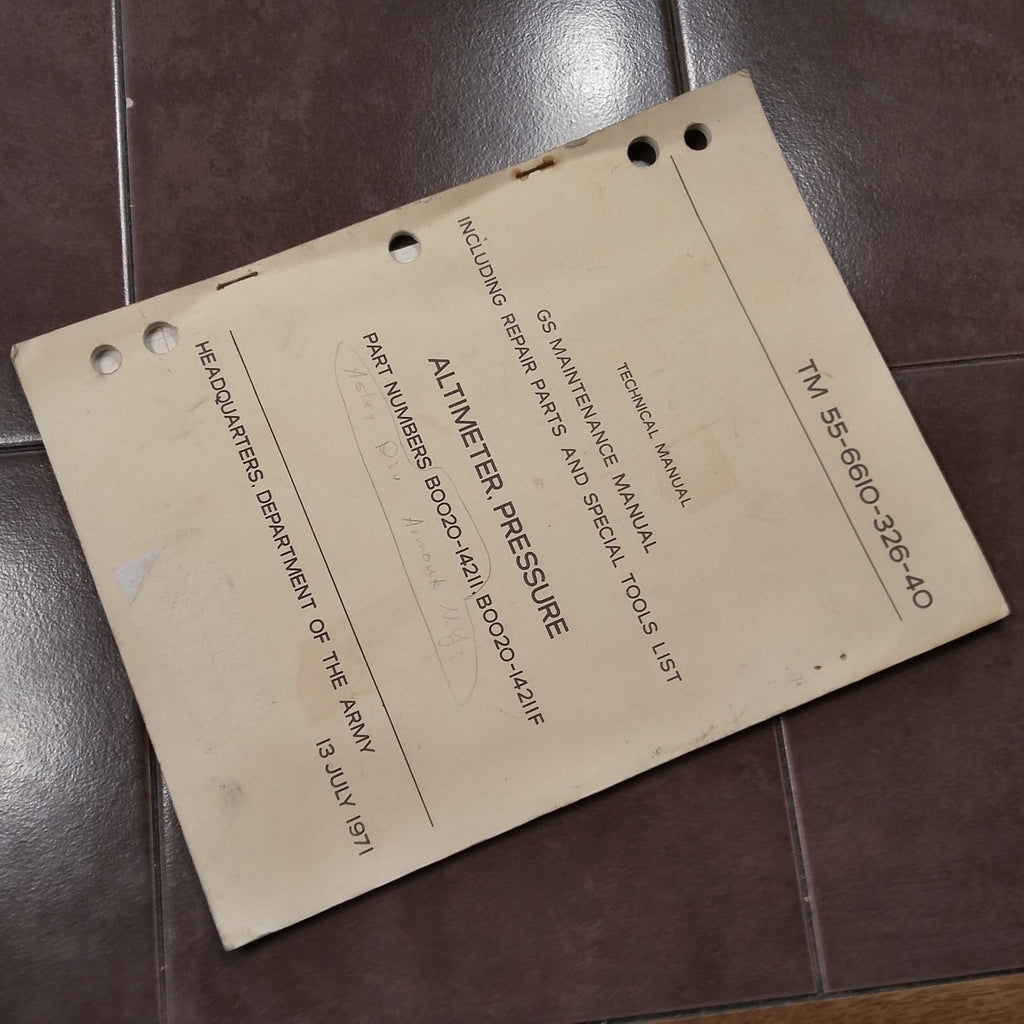 TM 55-6610-326-40
TECHNICAL MANUAL
GS MAINTENANCE MANUAL
INCLUDING REPAIR PARTS AND SPECIAL TOOLS LIST
ALTIMETER, PRESSURE
PART NUMBERS B0020-14211, B0020-14211F
HEADQUARTERS, DEPARTMENT OF THE ARMY
13 JULY 1971